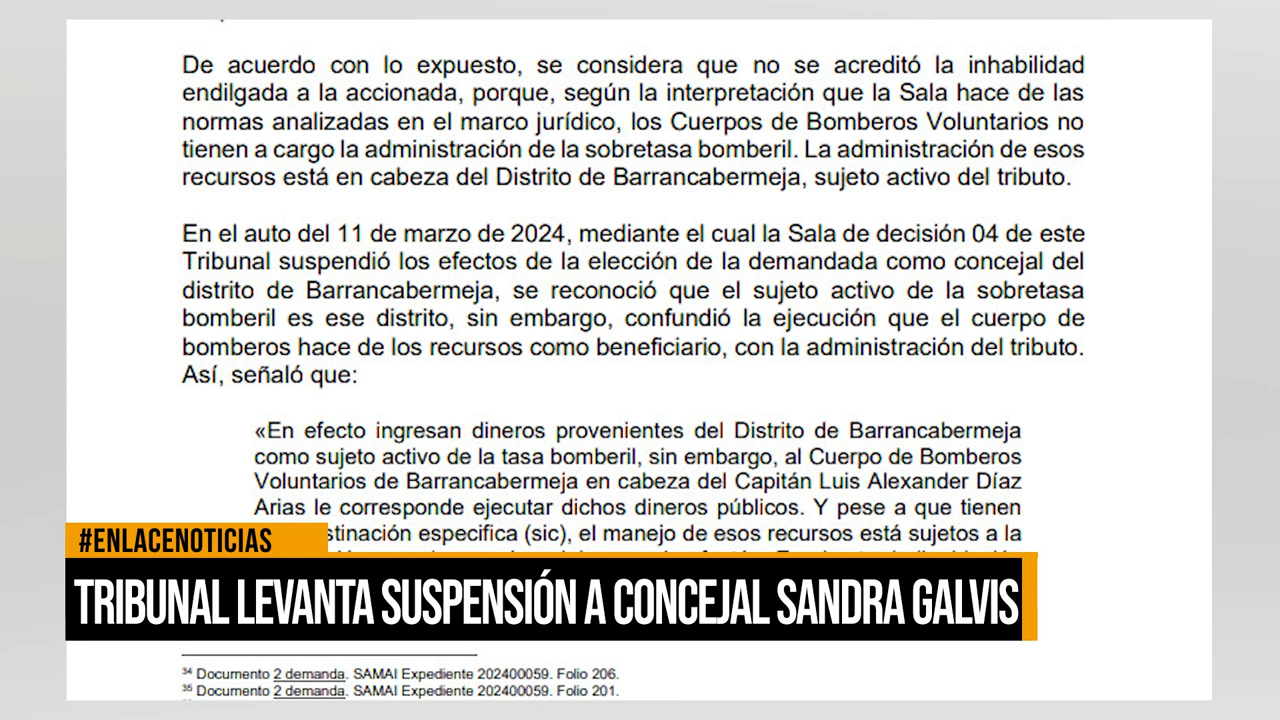 De acuerdo con lo expuesto, se considera que no se acreditó la inhabilidad
endilgada a la accionada, porque, según la interpretación que la Sala hace de las
normas analizadas en el marco jurídico, los Cuerpos de Bomberos Voluntarios no
tienen a cargo la administración de la sobretasa bomberil. La administración de esos
recursos está en cabeza del Distrito de Barrancabermeja, sujeto activo del tributo.
En el auto del 11 de marzo de 2024, mediante el cual la Sala de decisión 04 de este
Tribunal suspendió los efectos de la elección de la demandada como concejal del
distrito de Barrancabermeja, se reconoció que el sujeto activo de la sobretasa
bomberil es ese distrito, sin embargo, confundió la ejecución que el cuerpo de
bomberos hace de los recursos como beneficiario, con la administración del tributo.
Así, señaló que:
«En efecto ingresan dineros provenientes del Distrito de Barrancabermeja
como sujeto activo de la tasa bomberil, sin embargo, al Cuerpo de Bomberos
Voluntarios de Barrancabermeja en cabeza del Capitán Luis Alexander Díaz
Arias le corresponde ejecutar dichos dineros públicos. Y pese a que tienen
especifica (sic), el manejo de esos recursos está sujetos a la
#ENLACENOTICIAS
TRIBUNAL LEVANTA SUSPENSIÓN A CONCEJAL SANDRA GALVIS
34 Documento 2 demanda. SAMAI Expediente 202400059. Folio 206.
35 Documento 2 demanda. SAMAI Expediente 202400059. Folio 201.